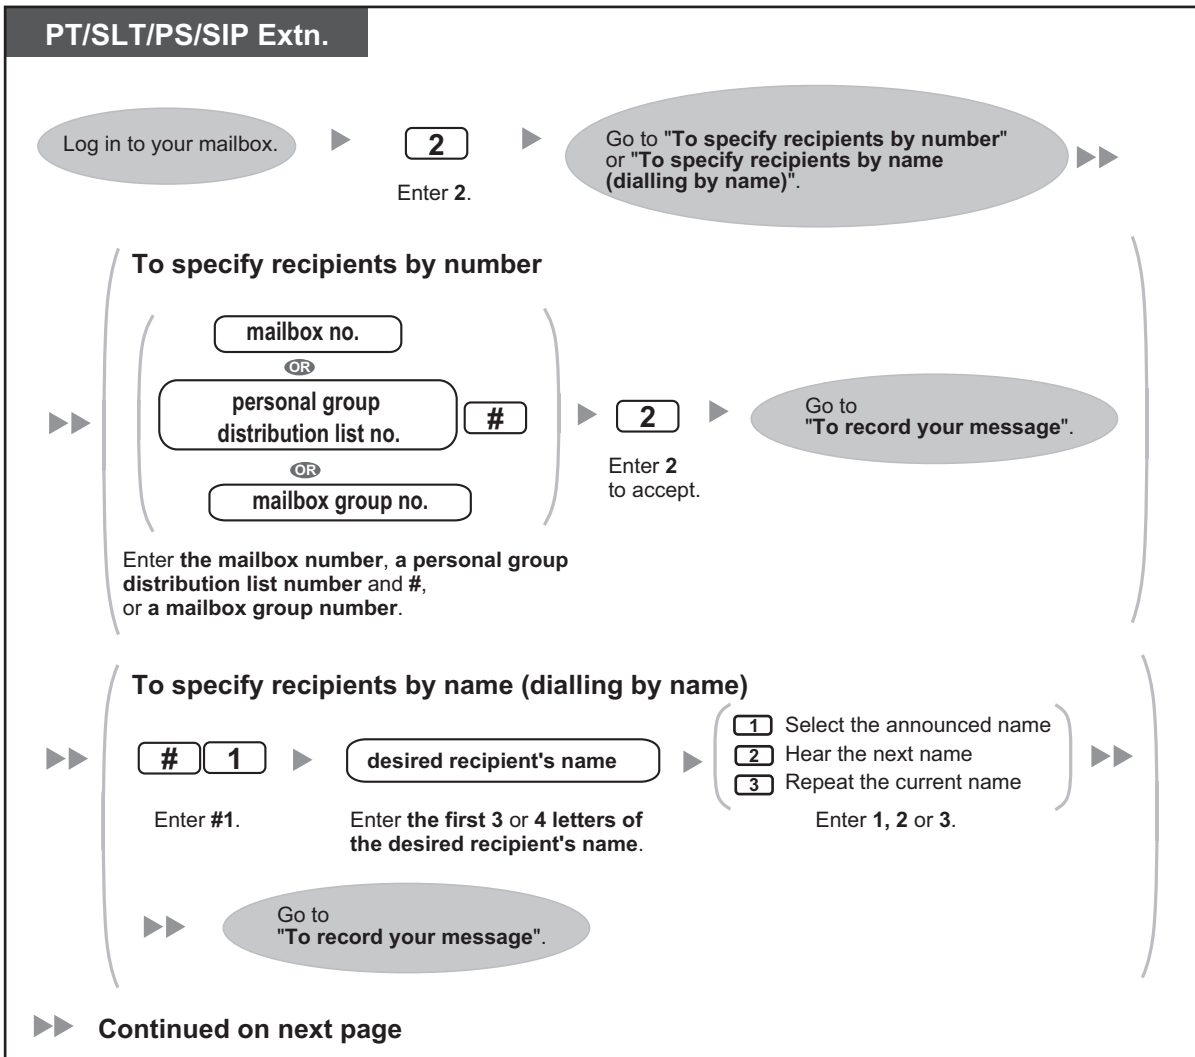 PT/SLT/PS/SIP Extn.
Log in to your mailbox.
2
Enter 2.
Go to "To specify recipients by number"
or "To specify recipients by name
(dialling by name)".
To specify recipients by number
mailbox no.
OR
personal group
distribution list no.
#
OR
mailbox group no.
Enter the mailbox number, a personal group
distribution list number and #,
or a mailbox group number.
2
Enter 2
to accept.
Go to
"To record your message".
To specify recipients by name (dialling by name)
# 1
Enter #1.
desired recipient's name
Enter the first 3 or 4 letters of
the desired recipient's name.
1 Select the announced name
2 Hear the next name
3 Repeat the current name
Enter 1, 2 or 3.
Go to
"To record your message".
Continued on next page